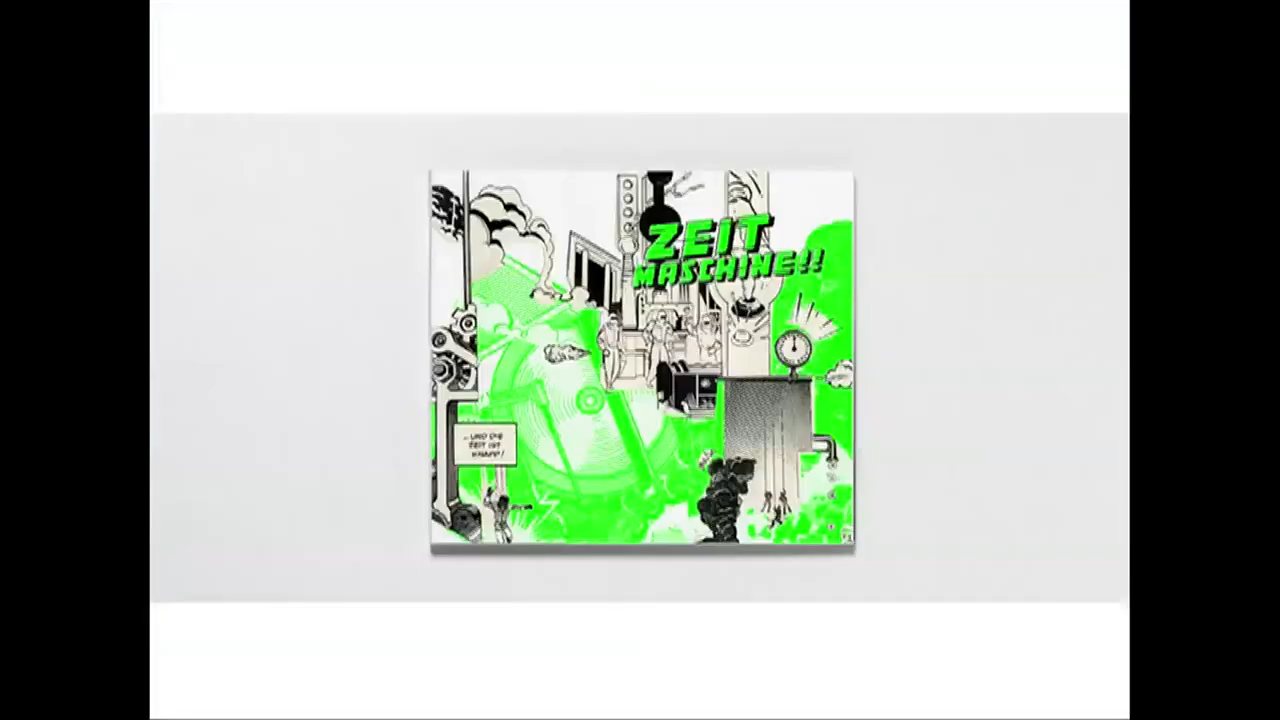 ZEIT
MASCHINE!!
...UND DIE
ZEIT IST
KNAPP!